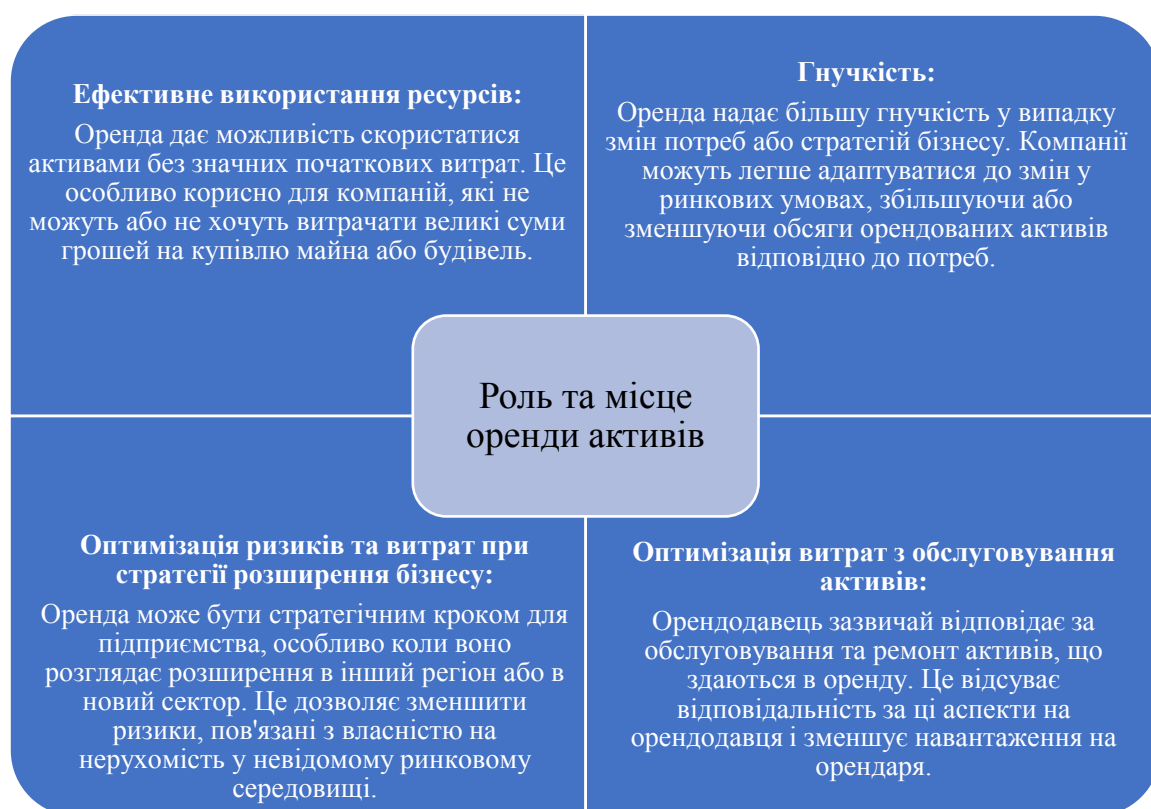 Ефективне використання ресурсів:
Оренда дає можливість скористатися
активами без значних початкових витрат. Це
особливо корисно для компаній, які не
можуть або не хочуть витрачати великі суми
грошей на купівлю майна або будівель.
Гнучкість:
Оренда надає більшу гнучкість у випадку
змін потреб або стратегій бізнесу. Компанії
можуть легше адаптуватися до змін у
ринкових умовах, збільшуючи або
зменшуючи обсяги орендованих активів
відповідно до потреб.
Роль та місце
оренди активів
Оптимізація ризиків та витрат при
стратегії розширення бізнесу:
Оренда може бути стратегічним кроком для
підприємства, особливо коли воно
розглядає розширення в інший регіон або в
новий сектор. Це дозволяє зменшити
ризики, пов'язані з власністю на
нерухомість у невідомому ринковому
середовищі.
Оптимізація витрат з обслуговування
активів:
Орендодавець зазвичай відповідає за
обслуговування та ремонт активів, що
здаються в оренду. Це відсуває
відповідальність за ці аспекти на
орендодавця і зменшує навантаження на
орендаря.